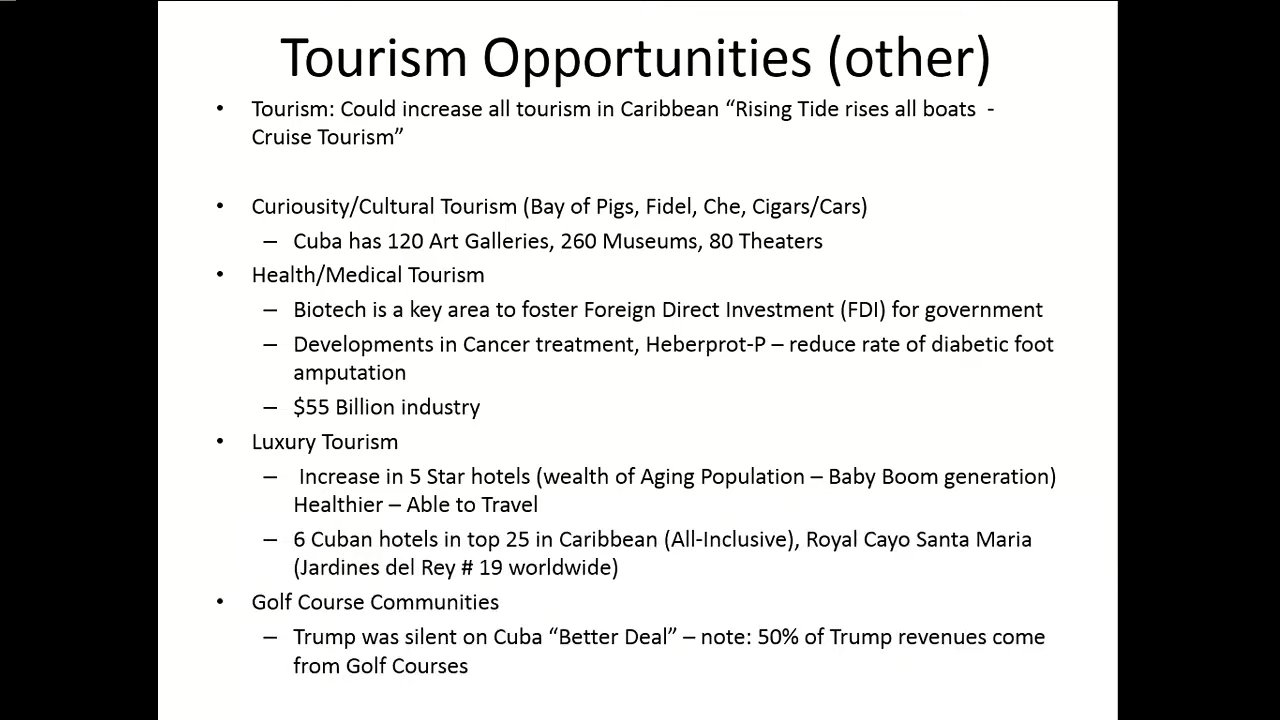 Tourism Opportunities (other)
• Tourism: Could increase all tourism in Caribbean “Rising Tide rises all boats -
Cruise Tourism”
• Curiousity/Cultural Tourism (Bay of Pigs, Fidel, Che, Cigars/Cars)
– Cuba has 120 Art Galleries, 260 Museums, 80 Theaters
• Health/Medical Tourism
– Biotech is a key area to foster Foreign Direct Investment (FDI) for government
– Developments in Cancer treatment, Heberprot-P – reduce rate of diabetic foot
amputation
– $55 Billion industry
• Luxury Tourism
– Increase in 5 Star hotels (wealth of Aging Population – Baby Boom generation)
Healthier – Able to Travel
– 6 Cuban hotels in top 25 in Caribbean (All-Inclusive), Royal Cayo Santa Maria
(Jardines del Rey # 19 worldwide)
• Golf Course Communities
– Trump was silent on Cuba “Better Deal” – note: 50% of Trump revenues come
from Golf Courses